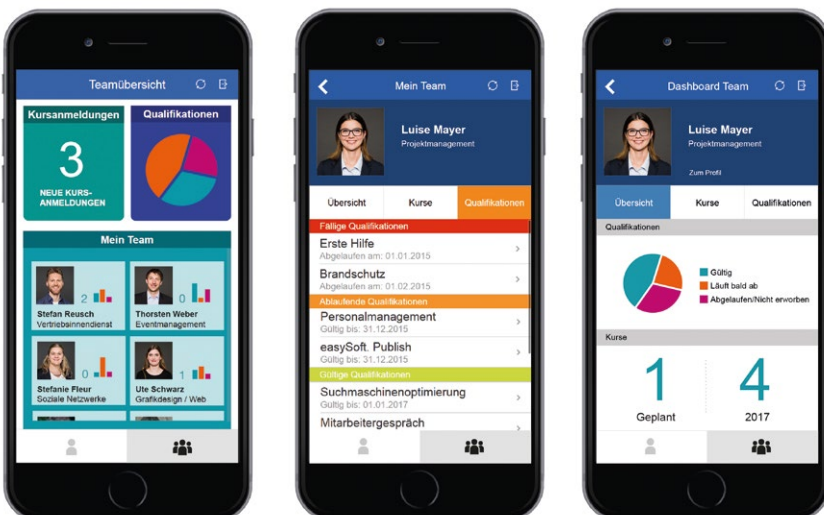 Teamübersicht
Kursanmeldungen
3
NEUE KURS-
ANMELDUNGEN
Qualifikationen
Mein Team
2
Stefan Reusch
Vertriebsinnendienst
0
Thorsten Weber
Eventmanagement
0
Stefanie Fleur
Soziale Netzwerke
1
Ute Schwarz
Grafikdesign / Web
Mein Team
Luise Mayer
Projektmanagement
Übersicht
Kurse
Qualifikationen
Fällige Qualifikationen
Erste Hilfe
Abgelaufen am: 01.01.2015
Brandschutz
Abgelaufen am: 01.02.2015
Ablaufende Qualifikationen
Personalmanagement
Gültig bis: 31.12.2015
easySoft. Publish
Gültig bis: 31.12.2015
Gültige Qualifikationen
Suchmaschinenoptimierung
Gültig bis: 01.01.2017
Mitarbeitergespräch
Dashboard Team
Luise Mayer
Projektmanagement
Zum Profil
Übersicht
Kurse
Qualifikationen
Qualifikationen
Gültig
Läuft bald ab
Abgelaufen/Nicht erworben
Kurse
1
Geplant
4
2017